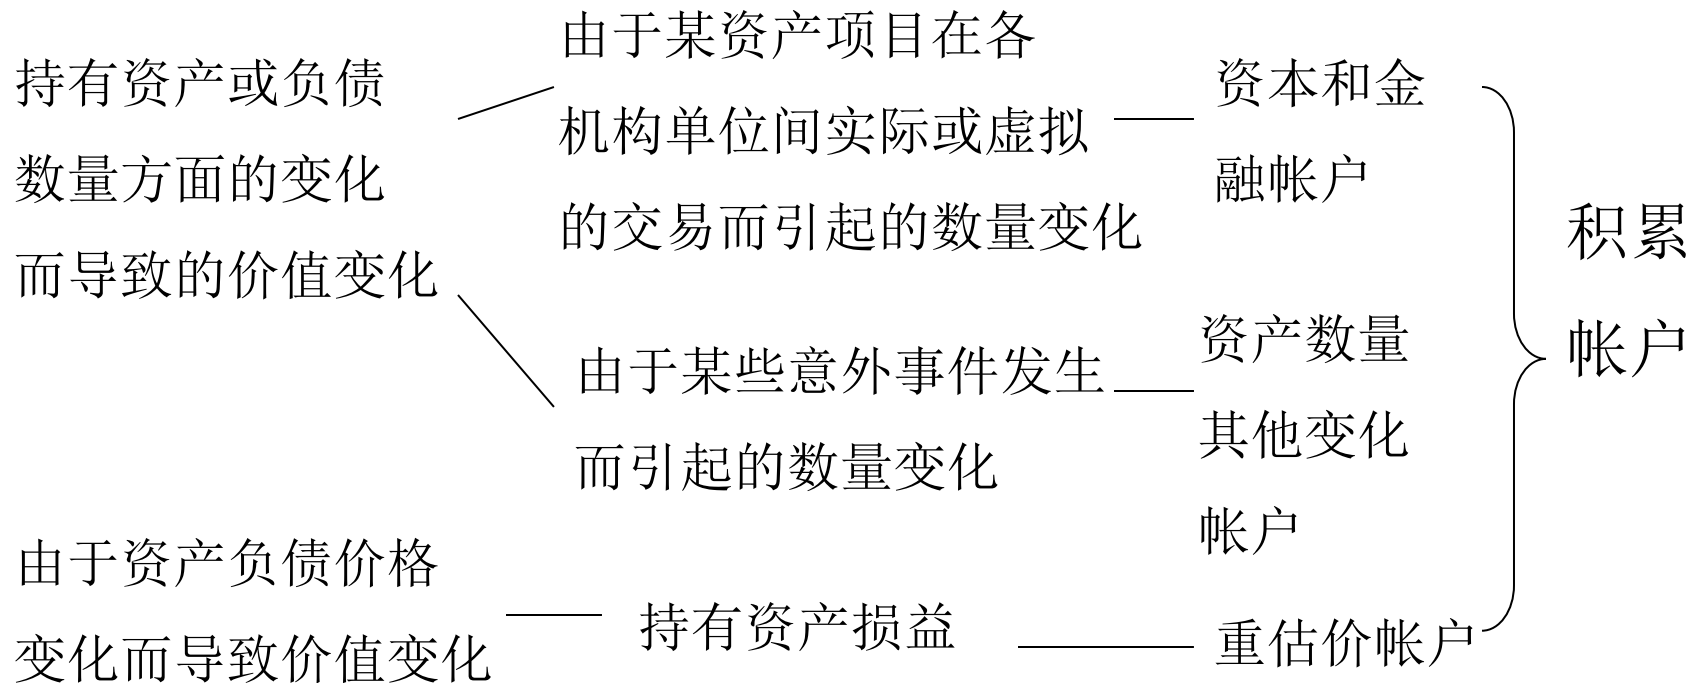 持有资产或负债
数量方面的变化
而导致的价值变化
由于某资产项目在各
机构单位间实际或虚拟
的交易而引起的数量变化
资本和金
融帐户
由于某些意外事件发生
而引起的数量变化
资产数量
其他变化
帐户
由于资产负债价格
变化而导致价值变化
持有资产损益
重估价帐户
积累
帐户